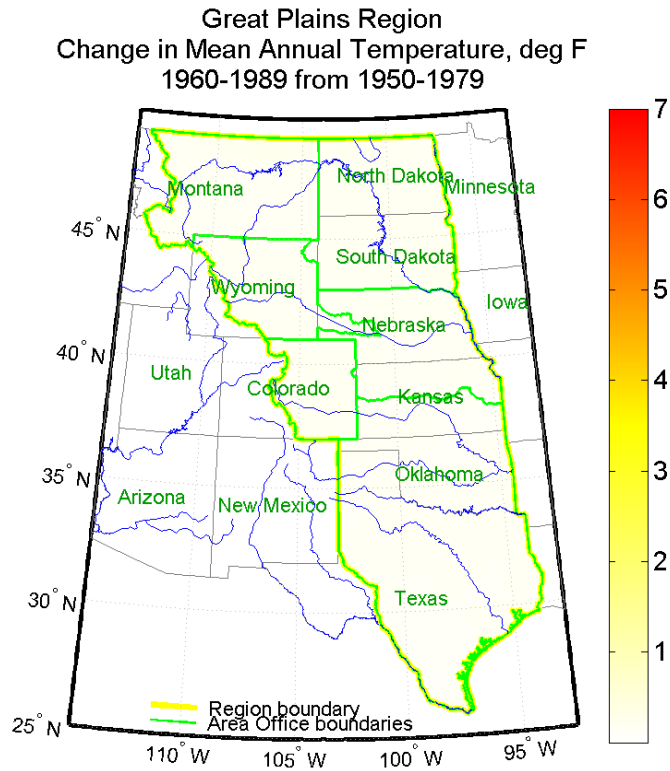 Great Plains Region
Change in Mean Annual Temperature, deg F
1960-1989 from 1950-1979
7
6
5
4
3
2
1
North Dakota
Minnesota
Montana
45° N
South Dakota
Wyoming
Iowa
Nebraska
40° N
Utah
Colorado
Kansas
35° N
Oklahoma
Arizona
New Mexico
30° N
Texas
Region boundary
Area Office boundaries
25° N
110° W
105° W
100° W
95° W